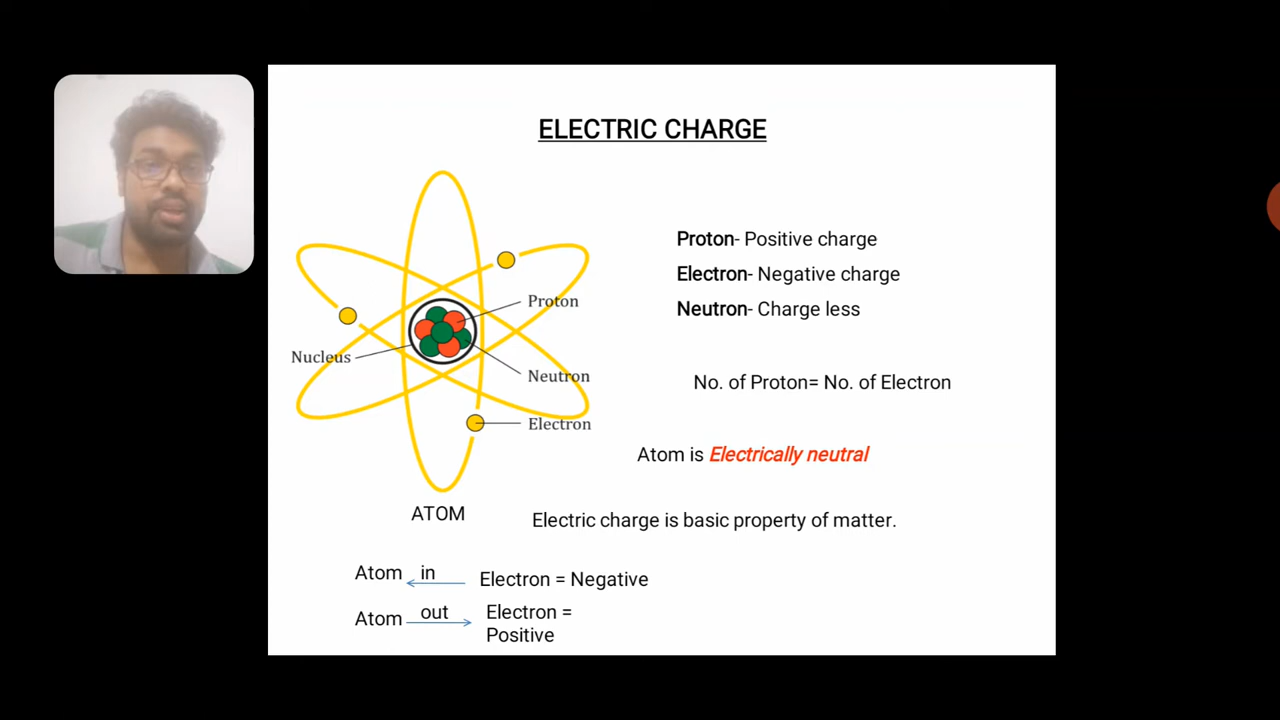 ELECTRIC CHARGE
Proton- Positive charge
Electron- Negative charge
Neutron- Charge less
Proton
Nucleus
Neutron
Electron
No. of Proton= No. of Electron
Atom is Electrically neutral
ATOM
Electric charge is basic property of matter.
Atom in Electron = Negative
Atom out Electron =
Positive